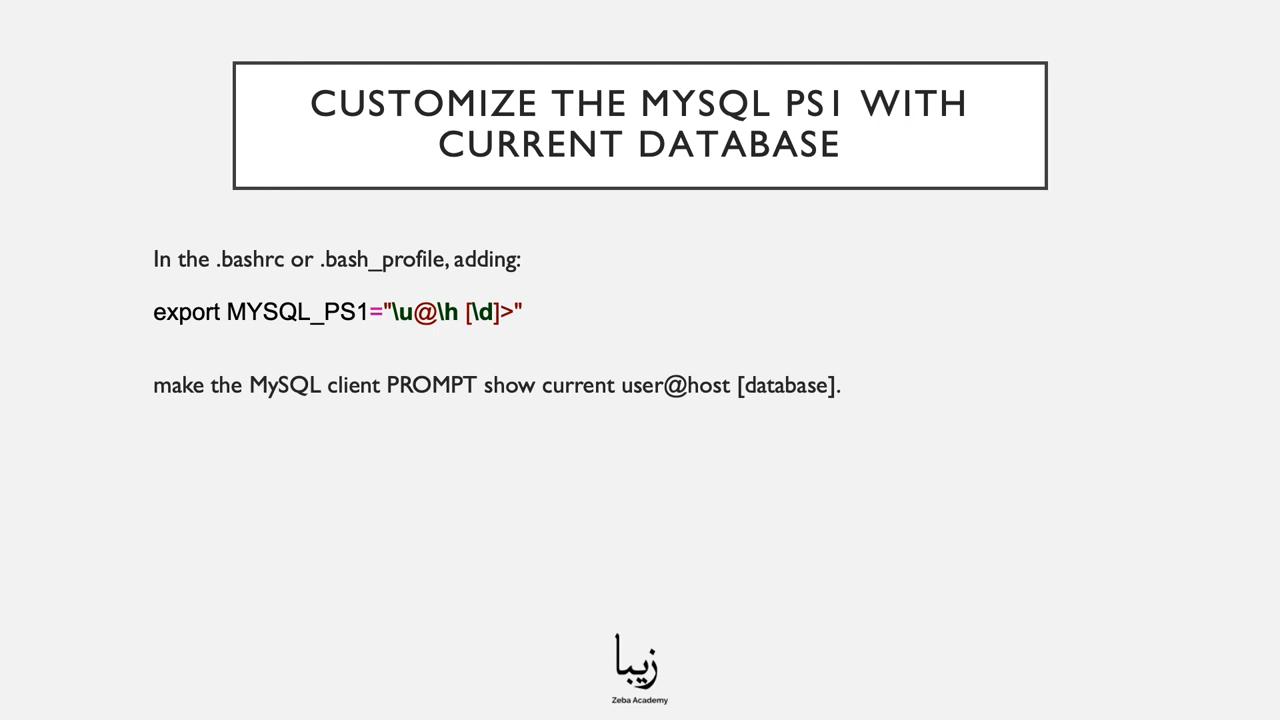 CUSTOMIZE THE MYSQL PS1 WITH
CURRENT DATABASE
In the .bashrc or .bash_profile, adding:
export MYSQL_PS1="\u@\h [\d]>"
make the MySQL client PROMPT show current user@host [database].
زيبا
Zeba Academy